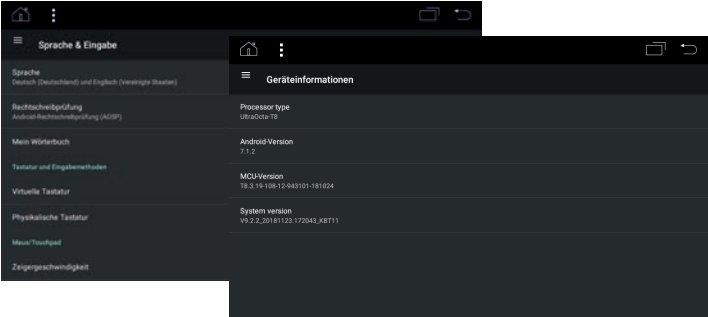 Sprache & Eingabe
Sprache
Deutsch (Deutschland) und Englisch (Vereinigte Staaten)
Rechtschreibprüfung
Android-Rechtschreibprüfung (AOSP)
Mein Wörterbuch
Tastatur und Eingabemethoden
Virtuelle Tastatur
Physikalische Tastatur
Maus/Touchpad
Zeigergeschwindigkeit
Geräteinformationen
Processor type
UltraOcta-T8
Android-Version
7.1.2
MCU-Version
T8.3.19-108-12-943101-181024
System version
V9.2.2_20181123.172043_KBT11